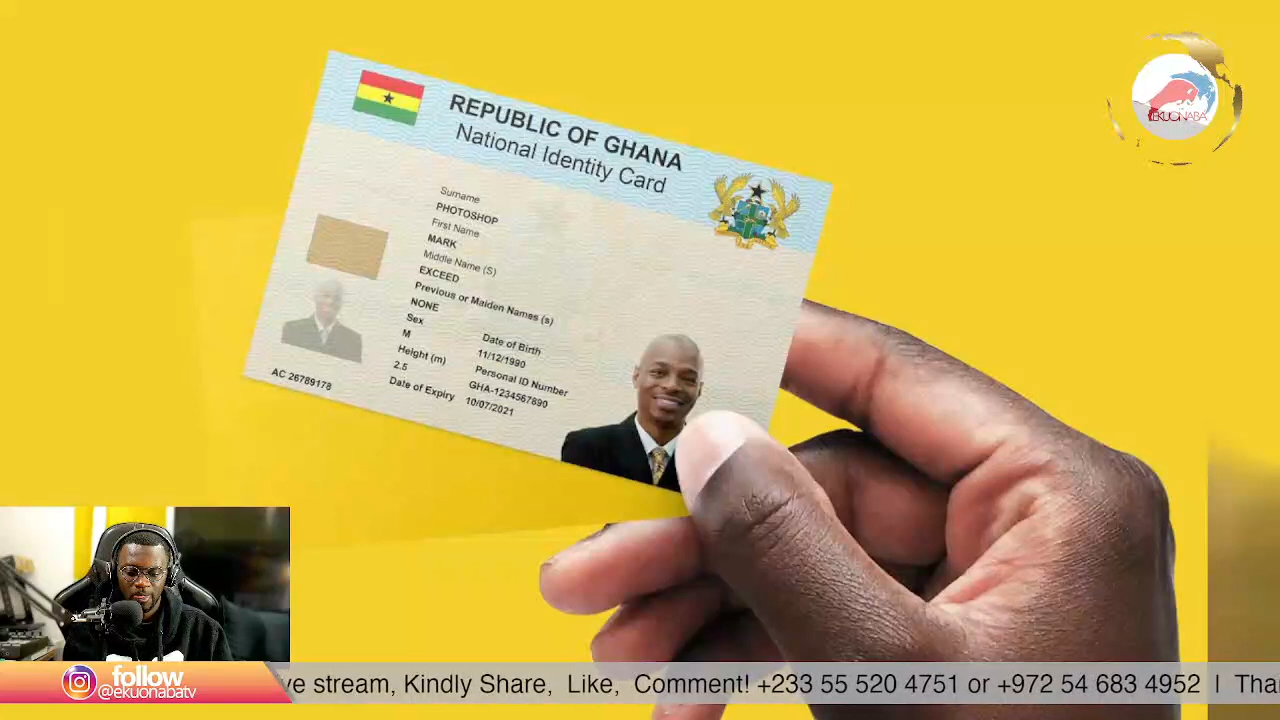 REPUBLIC OF GHANA
National Identity Card
Surname
PHOTOSHOP
First Name
MARK
Middle Name (S)
EXCEED
Previous or Maiden Names (s)
NONE
Sex
M
Date of Birth
11/12/1990
Height (m)
2.5
Personal ID Number
GHA-1234567890
Date of Expiry
10/07/2021
AC 26789178
EKUONABA
follow
@ekuonabatv
ve stream, Kindly Share, Like, Comment! +233 55 520 4751 or +972 54 683 4952 | Thai